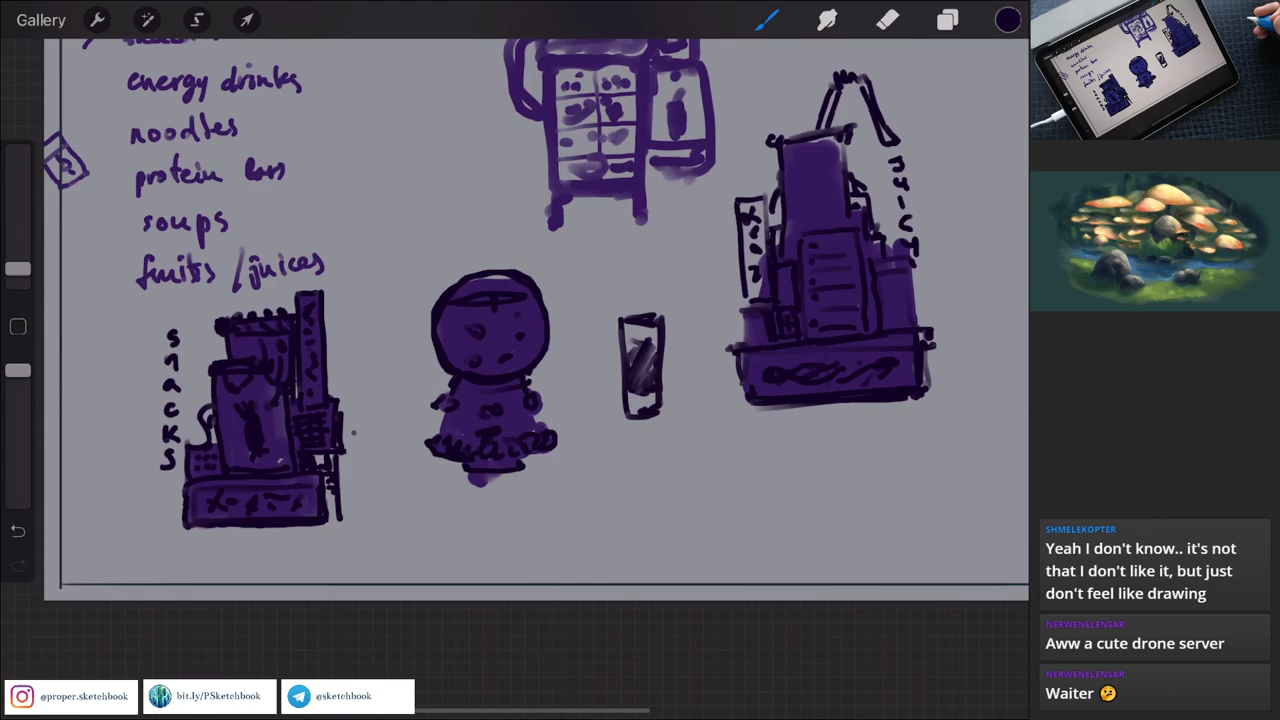 Gallery
energy drinks
noodles
protein bars
soups
fruits / juices
snacks
SHMELEKOPTER
Yeah I don't know.. it's not
that I don't like it, but just
don't feel like drawing
NERWENELENSAR
Aww a cute drone server
NERWENELENSAR
Waiter 🤔
@proper.sketchbook
bit.ly/PSketchbook
@sketchbook